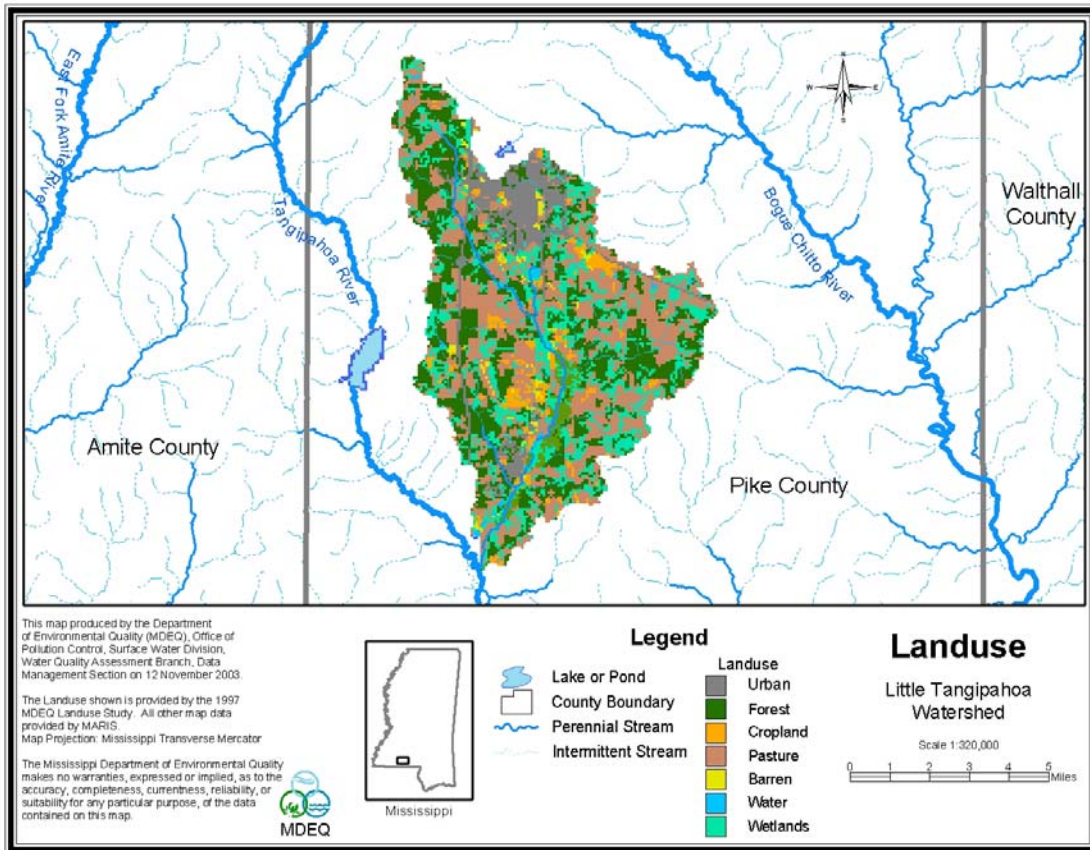 N
W
E
S
East Fork Amite River
Tangipahoa River
Bogue Chitto River
Walthall
County
Amite County
Pike County
This map produced by the Department
of Environmental Quality (MDEQ), Office of
Pollution Control, Surface Water Division,
Water Quality Assessment Branch, Data
Management Section on 12 November 2003.
The Landuse shown is provided by the 1997
MDEQ Landuse Study. All other map data
provided by MARIS.
Map Projection: Mississippi Transverse Mercator
The Mississippi Department of Environmental Quality
makes no warranties, expressed or implied, as to the
accuracy, completeness, currentness, reliability, or
suitability for any particular purpose, of the data
contained on this map.
MDEQ
Mississippi
Legend
Lake or Pond
County Boundary
Perennial Stream
Intermittent Stream
Landuse
Urban
Forest
Cropland
Pasture
Barren
Water
Wetlands
Landuse
Little Tangipahoa
Watershed
Scale 1:320,000
0 1 2 3 4 5
Miles